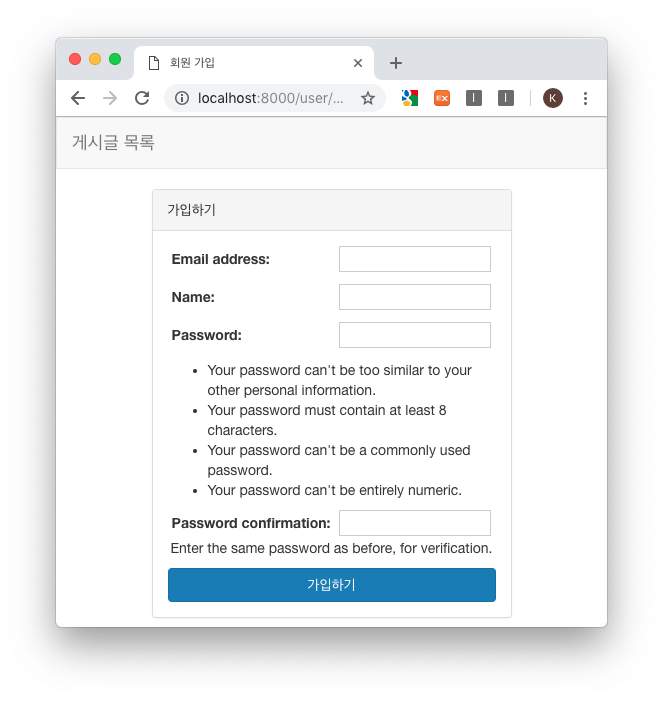 회원 가입
localhost:8000/user/...
EX
K
게시글 목록
가입하기
Email address:
Name:
Password:
Your password can't be too similar to your
other personal information.
Your password must contain at least 8
characters.
Your password can't be a commonly used
password.
Your password can't be entirely numeric.
Password confirmation:
Enter the same password as before, for verification.
가입하기